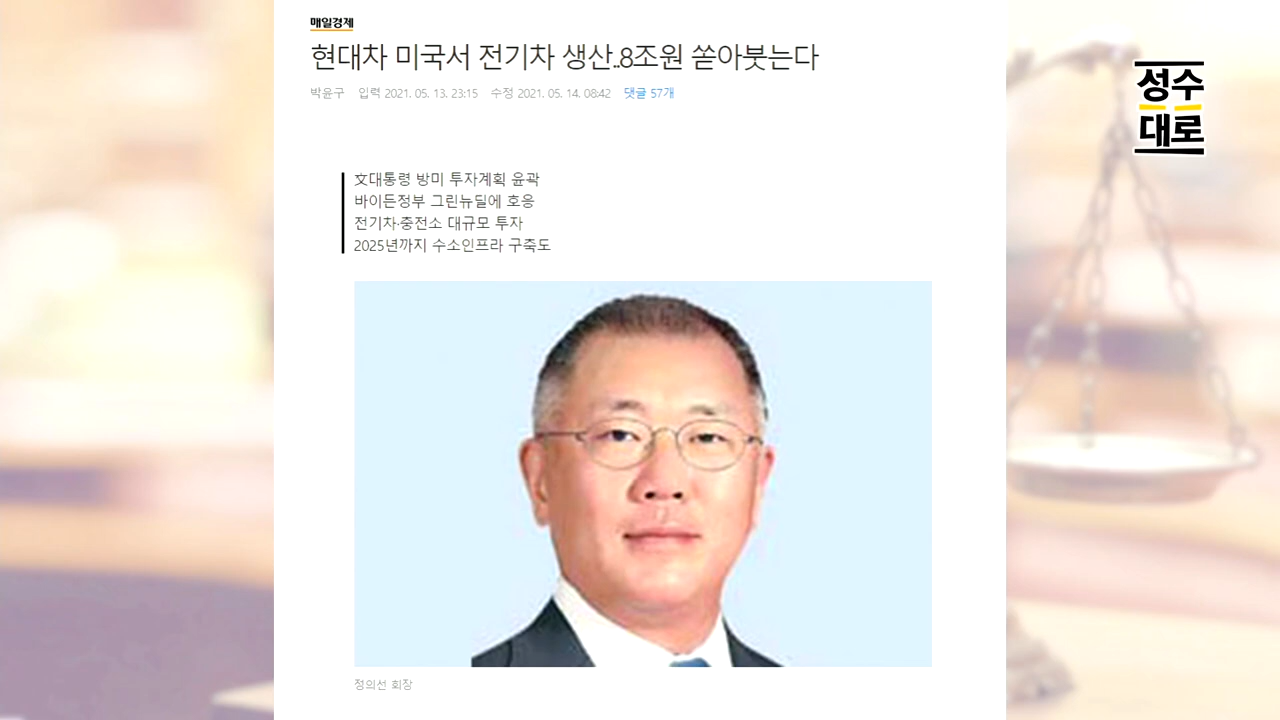 매일경제
현대차 미국서 전기차 생산..8조원 쏟아붓는다
박윤구 입력 2021. 05. 13. 23:15 수정 2021. 05. 14. 08:42 댓글 57개
성수
대로
文대통령 방미 투자계획 윤곽
바이든정부 그린뉴딜에 호응
전기차·충전소 대규모 투자
2025년까지 수소인프라 구축도
정의선 회장